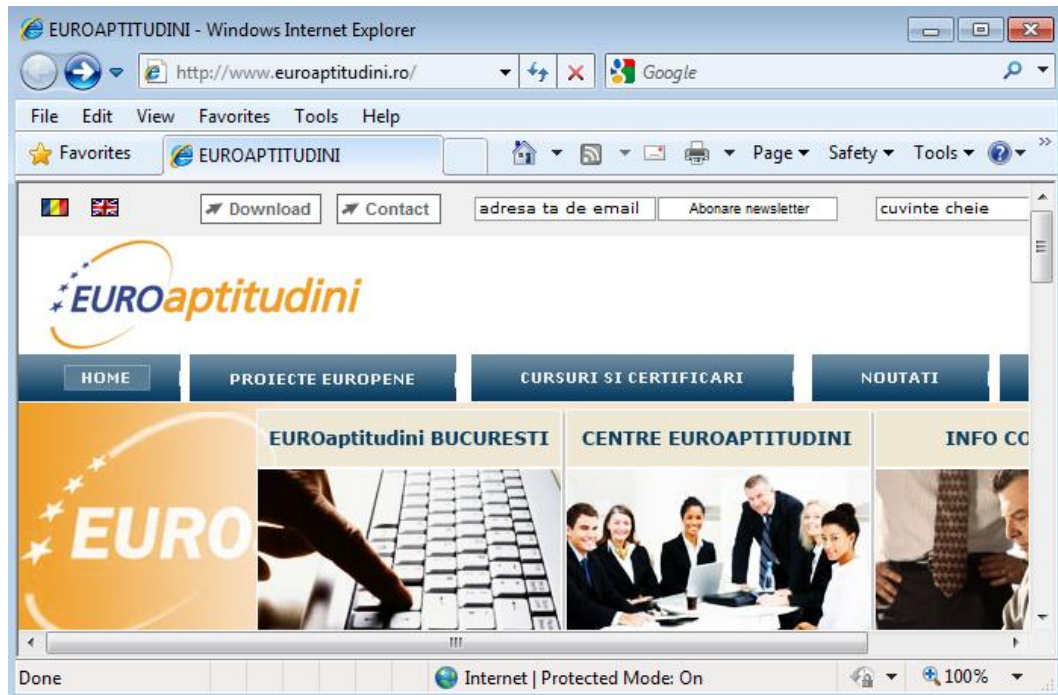 EUROAPTITUDINI - Windows Internet Explorer
http://www.euroaptitudini.ro/ Google
File Edit View Favorites Tools Help
Favorites EUROAPTITUDINI Page Safety Tools
Download Contact adresa ta de email Abonare newsletter cuvinte cheie
EUROaptitudini
HOME PROIECTE EUROPENE CURSURI SI CERTIFICARI NOUTATI
EUROaptitudini BUCURESTI CENTRE EUROAPTITUDINI INFO CO
EURO
Done Internet | Protected Mode: On 100%